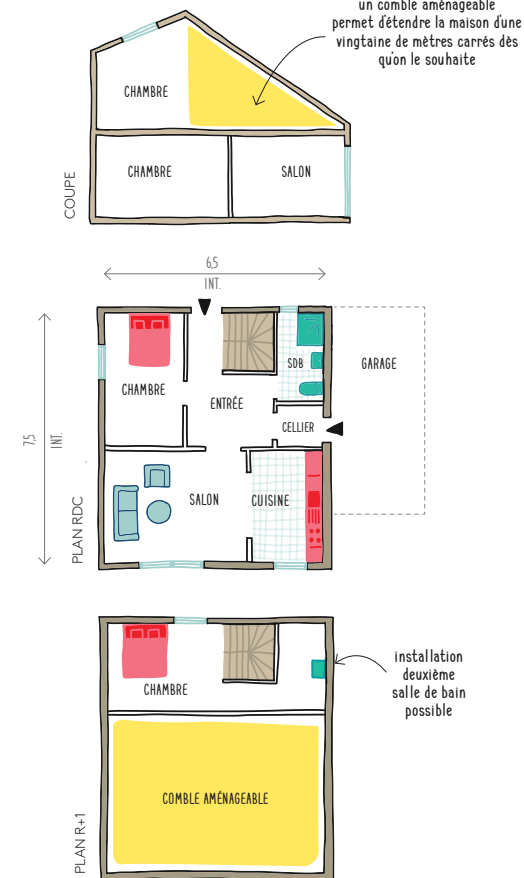 un comble aménageable
permet d'étendre la maison d'une
vingtaine de mètres carrés dès
qu'on le souhaite
CHAMBRE
CHAMBRE
SALON
COUPE
6,5
INT.
7,5
INT.
CHAMBRE
ENTRÉE
SDB
GARAGE
CELLIER
SALON
CUISINE
PLAN RDC
CHAMBRE
installation
deuxième
salle de bain
possible
COMBLE AMÉNAGEABLE
PLAN R+1